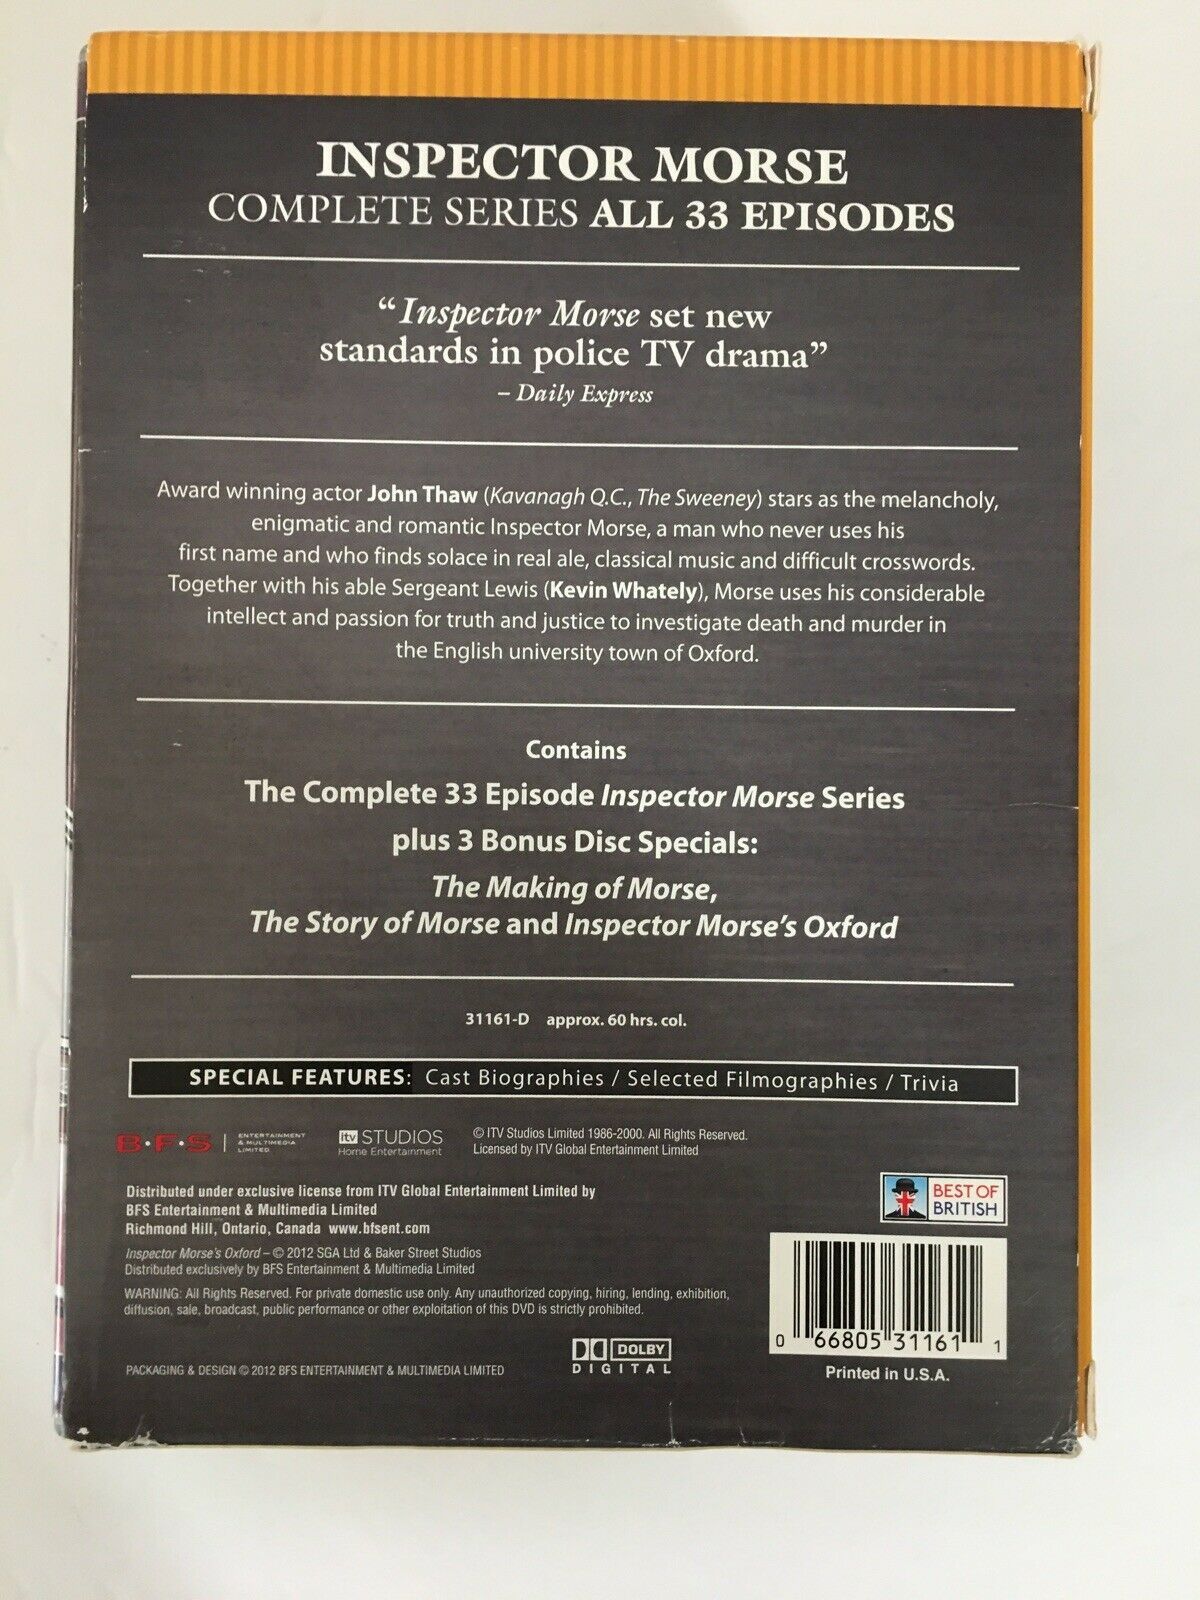 INSPECTOR MORSE
COMPLETE SERIES ALL 33 EPISODES
“Inspector Morse set new
standards in police TV drama”
– Daily Express
Award winning actor John Thaw (Kavanagh Q.C., The Sweeney) stars as the melancholy,
enigmatic and romantic Inspector Morse, a man who never uses his
first name and who finds solace in real ale, classical music and difficult crosswords.
Together with his able Sergeant Lewis (Kevin Whately), Morse uses his considerable
intellect and passion for truth and justice to investigate death and murder in
the English university town of Oxford.
Contains
The Complete 33 Episode Inspector Morse Series
plus 3 Bonus Disc Specials:
The Making of Morse,
The Story of Morse and Inspector Morse's Oxford
31161-D approx. 60 hrs. col.
SPECIAL FEATURES: Cast Biographies / Selected Filmographies / Trivia
B·F·S
ENTERTAINMENT
& MULTIMEDIA
LIMITED
itv STUDIOS
Home Entertainment
© ITV Studios Limited 1986-2000. All Rights Reserved.
Licensed by ITV Global Entertainment Limited
Distributed under exclusive license from ITV Global Entertainment Limited by
BFS Entertainment & Multimedia Limited
Richmond Hill, Ontario, Canada www.bfsent.com
Inspector Morse's Oxford – © 2012 SGA Ltd & Baker Street Studios
Distributed exclusively by BFS Entertainment & Multimedia Limited
WARNING: All Rights Reserved. For private domestic use only. Any unauthorized copying, hiring, lending, exhibition,
diffusion, sale, broadcast, public performance or other exploitation of this DVD is strictly prohibited.
PACKAGING & DESIGN © 2012 BFS ENTERTAINMENT & MULTIMEDIA LIMITED
DOLBY
DIGITAL
BEST OF
BRITISH
0 66805 31161 1
Printed in U.S.A.